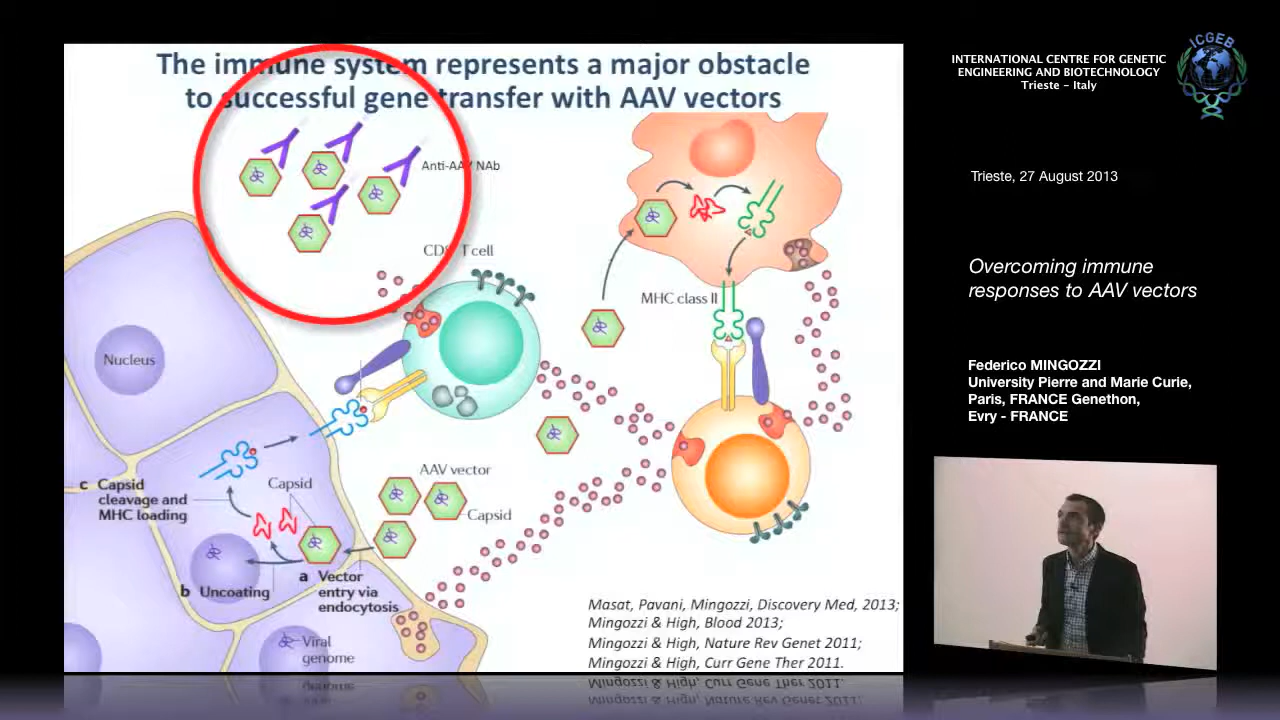 The immune system represents a major obstacle
to successful gene transfer with AAV vectors
Anti-AAV NAb
CD8 T cell
MHC class II
Nucleus
AAV vector
Capsid
Capsid
c Capsid
cleavage and
MHC loading
b Uncoating
a Vector
entry via
endocytosis
Viral
genome
Masat, Pavani, Mingozzi, Discovery Med, 2013;
Mingozzi & High, Blood 2013;
Mingozzi & High, Nature Rev Genet 2011;
Mingozzi & High, Curr Gene Ther 2011.
INTERNATIONAL CENTRE FOR GENETIC
ENGINEERING AND BIOTECHNOLOGY
Trieste - Italy
ICGEB
Trieste, 27 August 2013
Overcoming immune
responses to AAV vectors
Federico MINGOZZI
University Pierre and Marie Curie,
Paris, FRANCE Genethon,
Evry - FRANCE